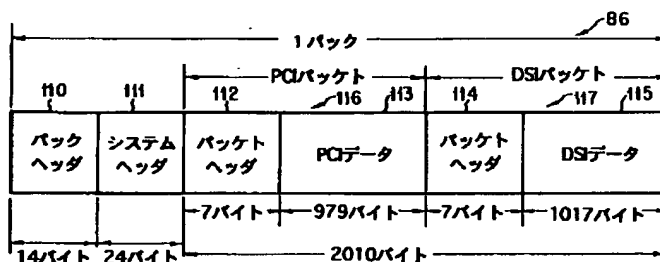 86
1パック
PCIパケット DSIパケット
110 111 112 116 113 114 117 115
パック
ヘッダ
システム
ヘッダ
パケット
ヘッダ
PCIデータ
パケット
ヘッダ
DSIデータ
7バイト 979バイト 7バイト 1017バイト
14バイト 24バイト 2010バイト